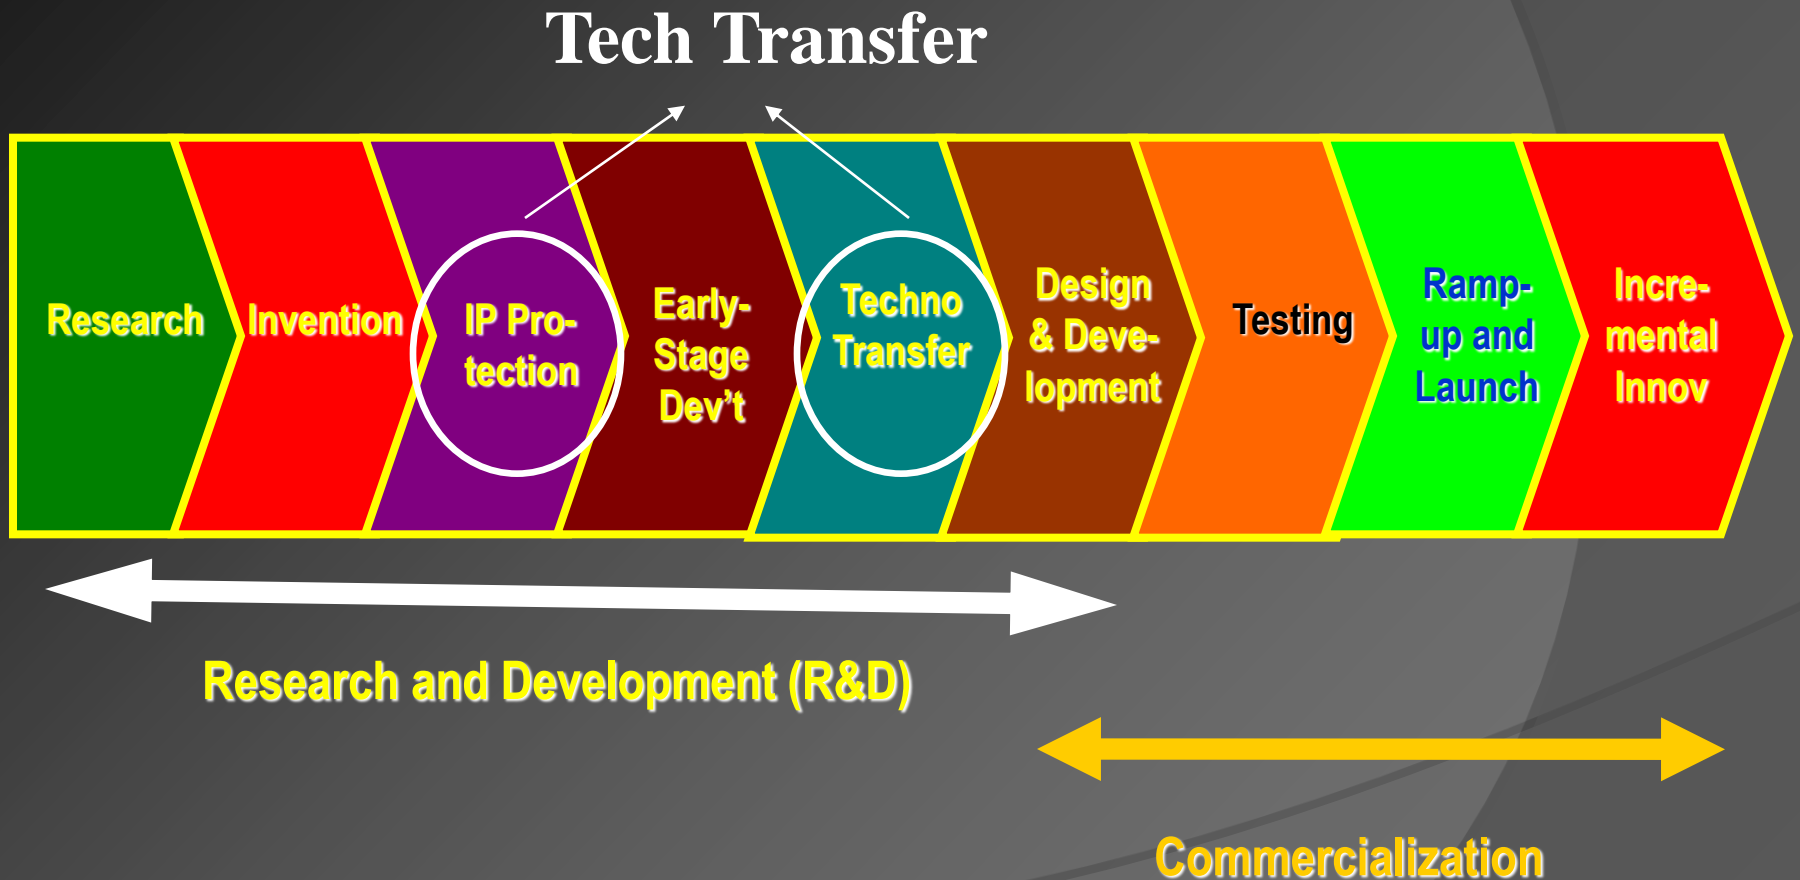 Tech Transfer
Research
Invention
IP Pro-
tection
Early-
Stage
Dev’t
Techno
Transfer
Design
& Deve-
lopment
Testing
Ramp-
up and
Launch
Incre-
mental
Innov
Research and Development (R&D)
Commercialization